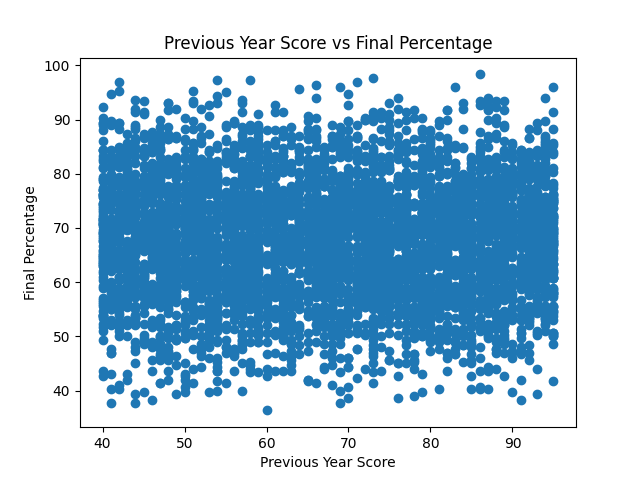 Previous Year Score vs Final Percentage
100
90
80
70
60
50
40
Final Percentage
40 50 60 70 80 90
Previous Year Score